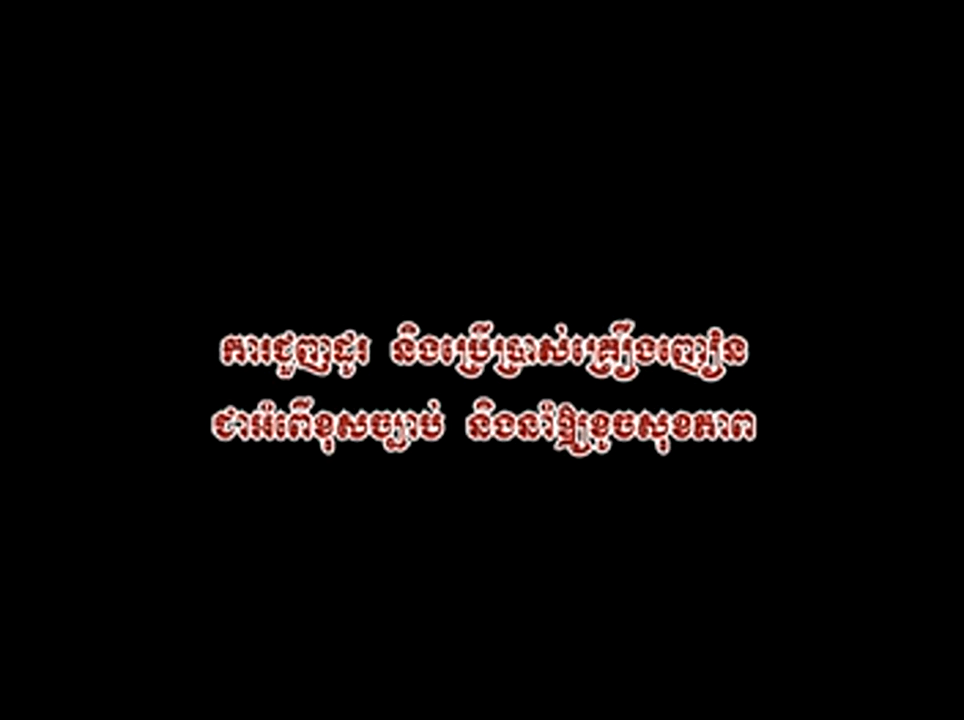 ការជួញដូរ និងប្រើប្រាស់គ្រឿងញៀន
ជាអំពើខុសច្បាប់ និងនាំឱ្យខូចសុខភាព